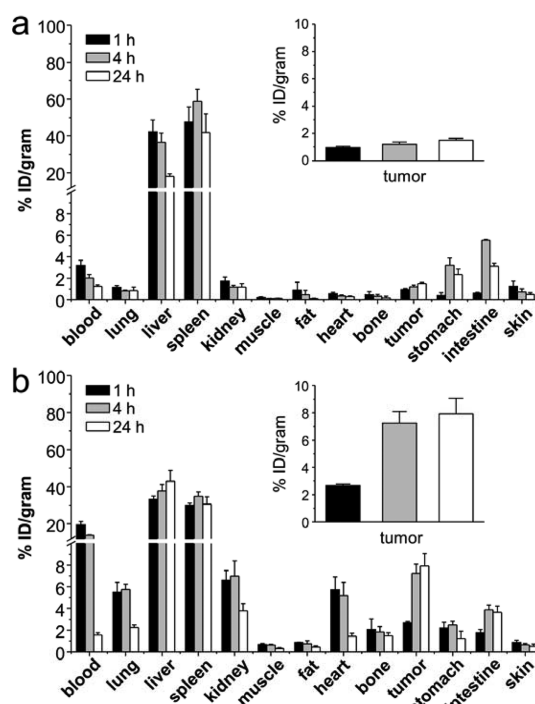 a
100
80
60
40
20
8
6
4
2
0
% ID/gram
1 h
4 h
24 h
10
8
6
4
2
0
% ID/gram
tumor
blood
lung
liver
spleen
kidney
muscle
fat
heart
bone
tumor
stomach
intestine
skin
b
100
80
60
40
20
8
6
4
2
0
% ID/gram
1 h
4 h
24 h
10
8
6
4
2
0
% ID/gram
tumor
blood
lung
liver
spleen
kidney
muscle
fat
heart
bone
tumor
stomach
intestine
skin